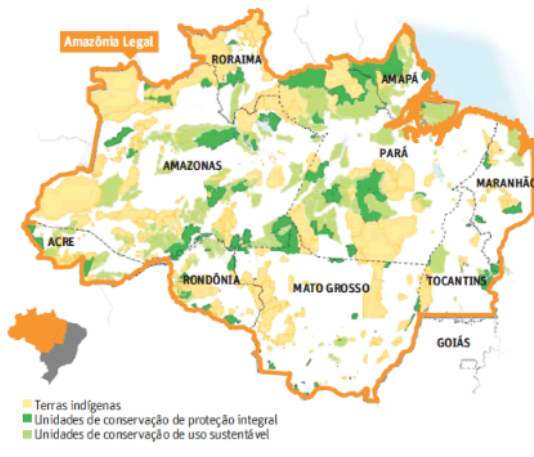 Amazônia Legal
RORAIMA
AMAPÁ
AMAZONAS
PARÁ
MARANHÃO
ACRE
RONDÔNIA
MATO GROSSO
TOCANTINS
GOIÁS
Terras indígenas
Unidades de conservação de proteção integral
Unidades de conservação de uso sustentável